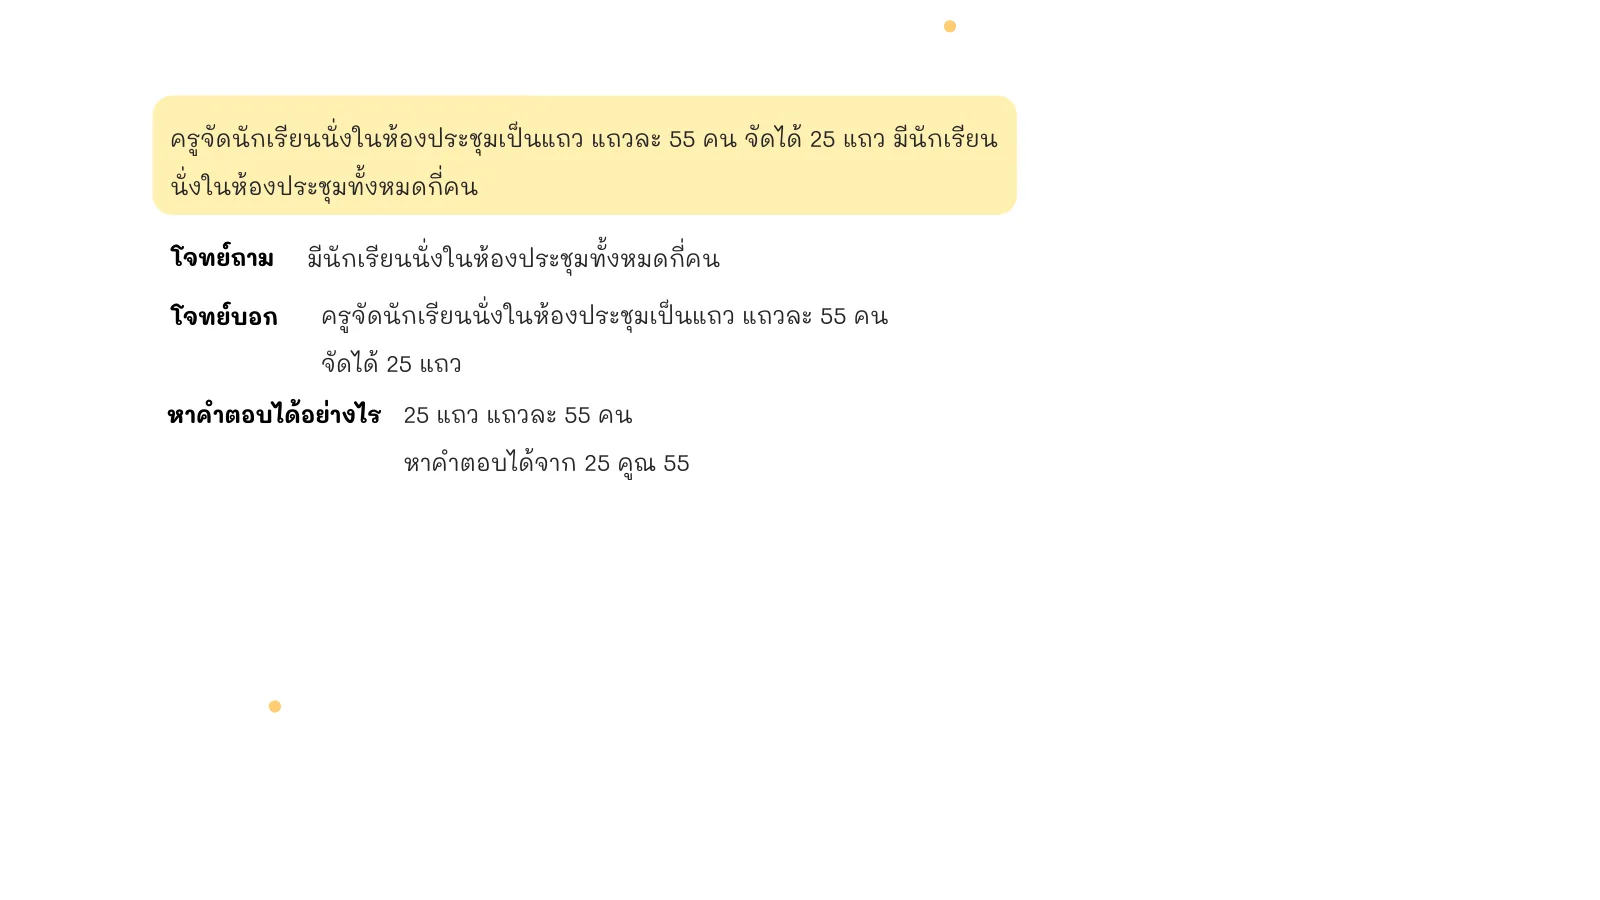 ครูจัดนักเรียนนั่งในห้องประชุมเป็นแถว แถวละ 55 คน จัดได้ 25 แถว มีนักเรียน
นั่งในห้องประชุมทั้งหมดกี่คน
โจทย์ถาม มีนักเรียนนั่งในห้องประชุมทั้งหมดกี่คน
โจทย์บอก ครูจัดนักเรียนนั่งในห้องประชุมเป็นแถว แถวละ 55 คน
จัดได้ 25 แถว
หาคำตอบได้อย่างไร 25 แถว แถวละ 55 คน
หาคำตอบได้จาก 25 คูณ 55